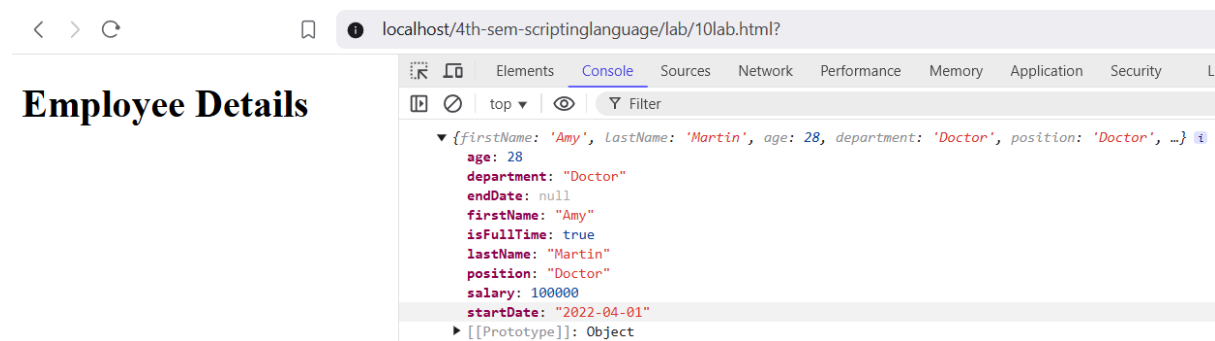 localhost/4th-sem-scriptinglanguage/lab/10lab.html?
Employee Details
Elements Console Sources Network Performance Memory Application Security L
top ▼ Filter
▼ {firstName: 'Amy', lastName: 'Martin', age: 28, department: 'Doctor', position: 'Doctor', …} i
age: 28
department: "Doctor"
endDate: null
firstName: "Amy"
isFullTime: true
lastName: "Martin"
position: "Doctor"
salary: 100000
startDate: "2022-04-01"
▶ [[Prototype]]: Object